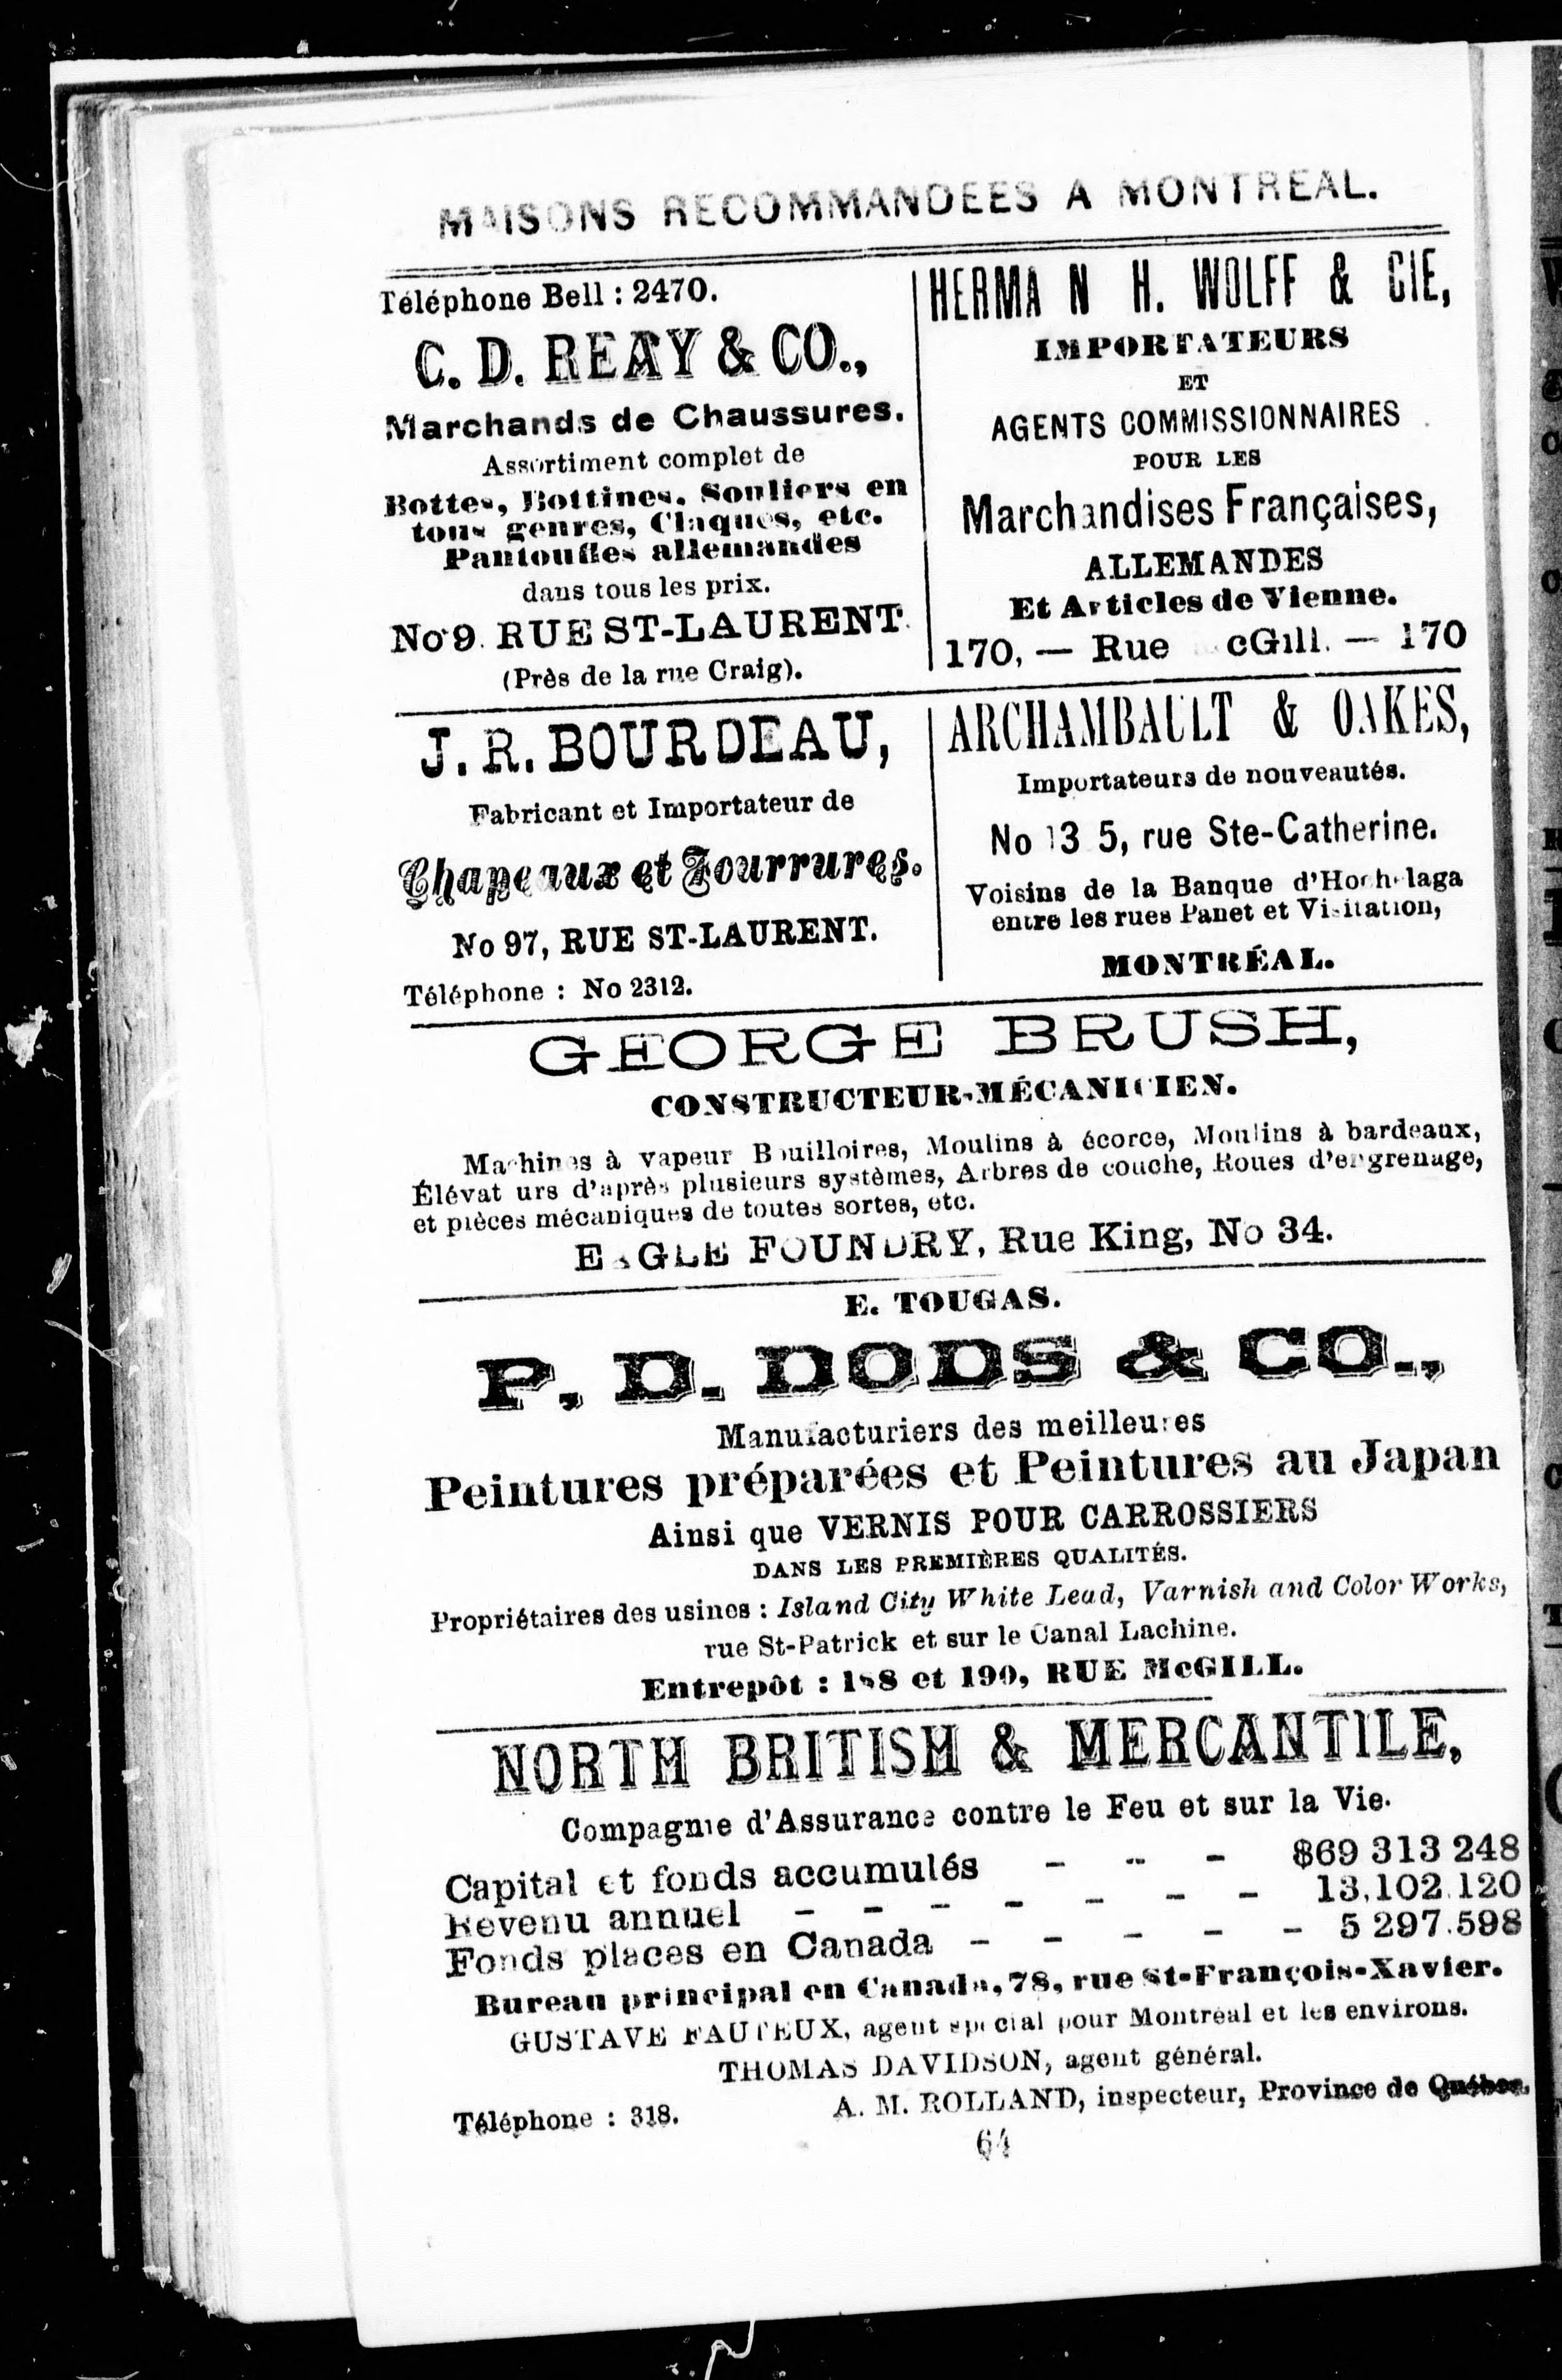 MAISONS RECOMMANDEES A MONTREAL.
Téléphone Bell : 2470.
C. D. REAY & CO.,
Marchands de Chaussures.
Assortiment complet de
Bottes, Bottines, Souliers en
tous genres, Claques, etc.
Pantoufles allemandes
dans tous les prix.
No 9. RUE ST-LAURENT.
(Près de la rue Craig).
HERMAN H. WOLFF & CIE,
IMPORTATEURS
ET
AGENTS COMMISSIONNAIRES
POUR LES
Marchandises Françaises,
ALLEMANDES
Et Articles de Vienne.
170, — Rue McGill. — 170
J. R. BOURDEAU,
Fabricant et Importateur de
Chapeaux et Fourrures.
No 97, RUE ST-LAURENT.
Téléphone : No 2312.
ARCHAMBAULT & OAKES,
Importateurs de nouveautés.
No 13 5, rue Ste-Catherine.
Voisins de la Banque d'Hochelaga
entre les rues Panet et Visitation,
MONTRÉAL.
GEORGE BRUSH,
CONSTRUCTEUR-MÉCANICIEN.
Machines à vapeur Bouilloires, Moulins à écorce, Moulins à bardeaux,
Élévateurs d'après plusieurs systèmes, Arbres de couche, Roues d'engrenage,
et pièces mécaniques de toutes sortes, etc.
EAGLE FOUNDRY, Rue King, No 34.
E. TOUGAS.
P. D. DODS & CO.,
Manufacturiers des meilleures
Peintures préparées et Peintures au Japan
Ainsi que VERNIS POUR CARROSSIERS
DANS LES PREMIÈRES QUALITÉS.
Propriétaires des usines : Island City White Lead, Varnish and Color Works,
rue St-Patrick et sur le Canal Lachine.
Entrepôt : 188 et 190, RUE McGILL.
NORTH BRITISH & MERCANTILE,
Compagnie d'Assurance contre le Feu et sur la Vie.
Capital et fonds accumulés - - - $69 313 248
Revenu annuel - - - - - - - 13,102.120
Fonds places en Canada - - - - - 5 297.598
Bureau principal en Canada, 78, rue St-François-Xavier.
GUSTAVE FAUTEUX, agent special pour Montreal et les environs.
THOMAS DAVIDSON, agent général.
Téléphone : 318. A. M. ROLLAND, inspecteur, Province de Québec.
64